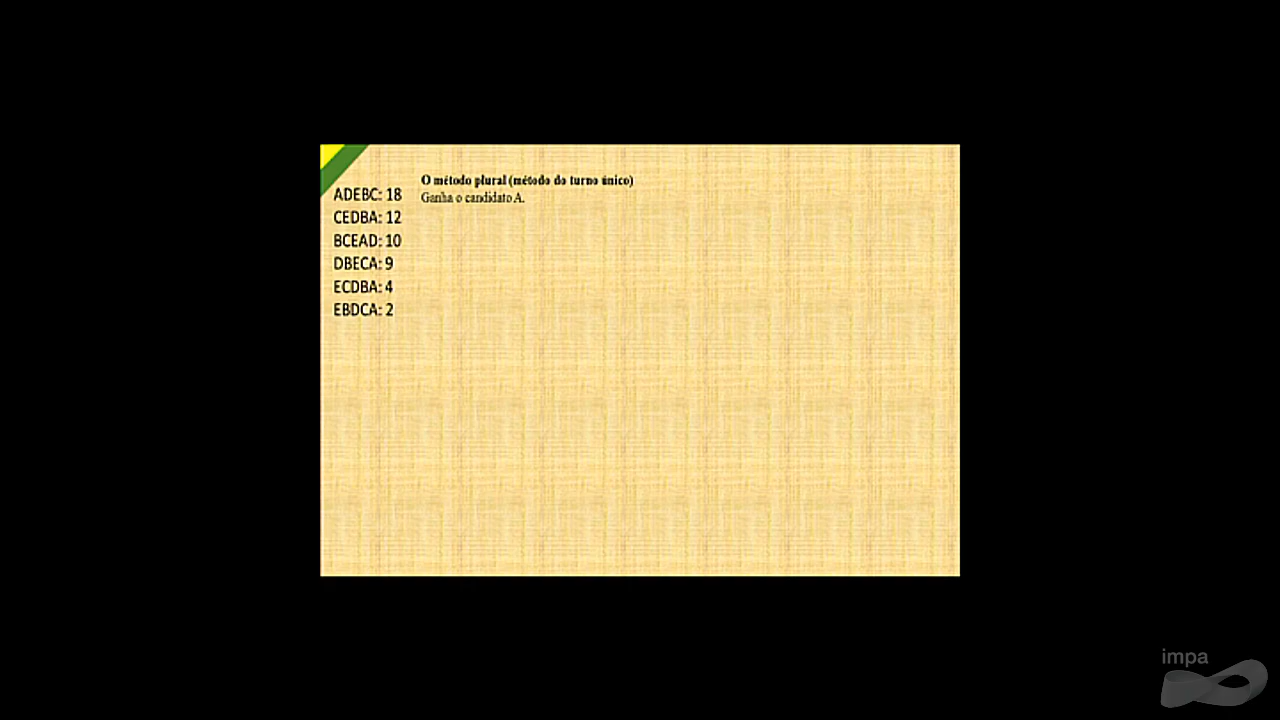 O método plural (método do turno único)
Ganha o candidato A.
ADEBC: 18
CEDBA: 12
BCEAD: 10
DBECA: 9
ECDBA: 4
EBDCA: 2
impa